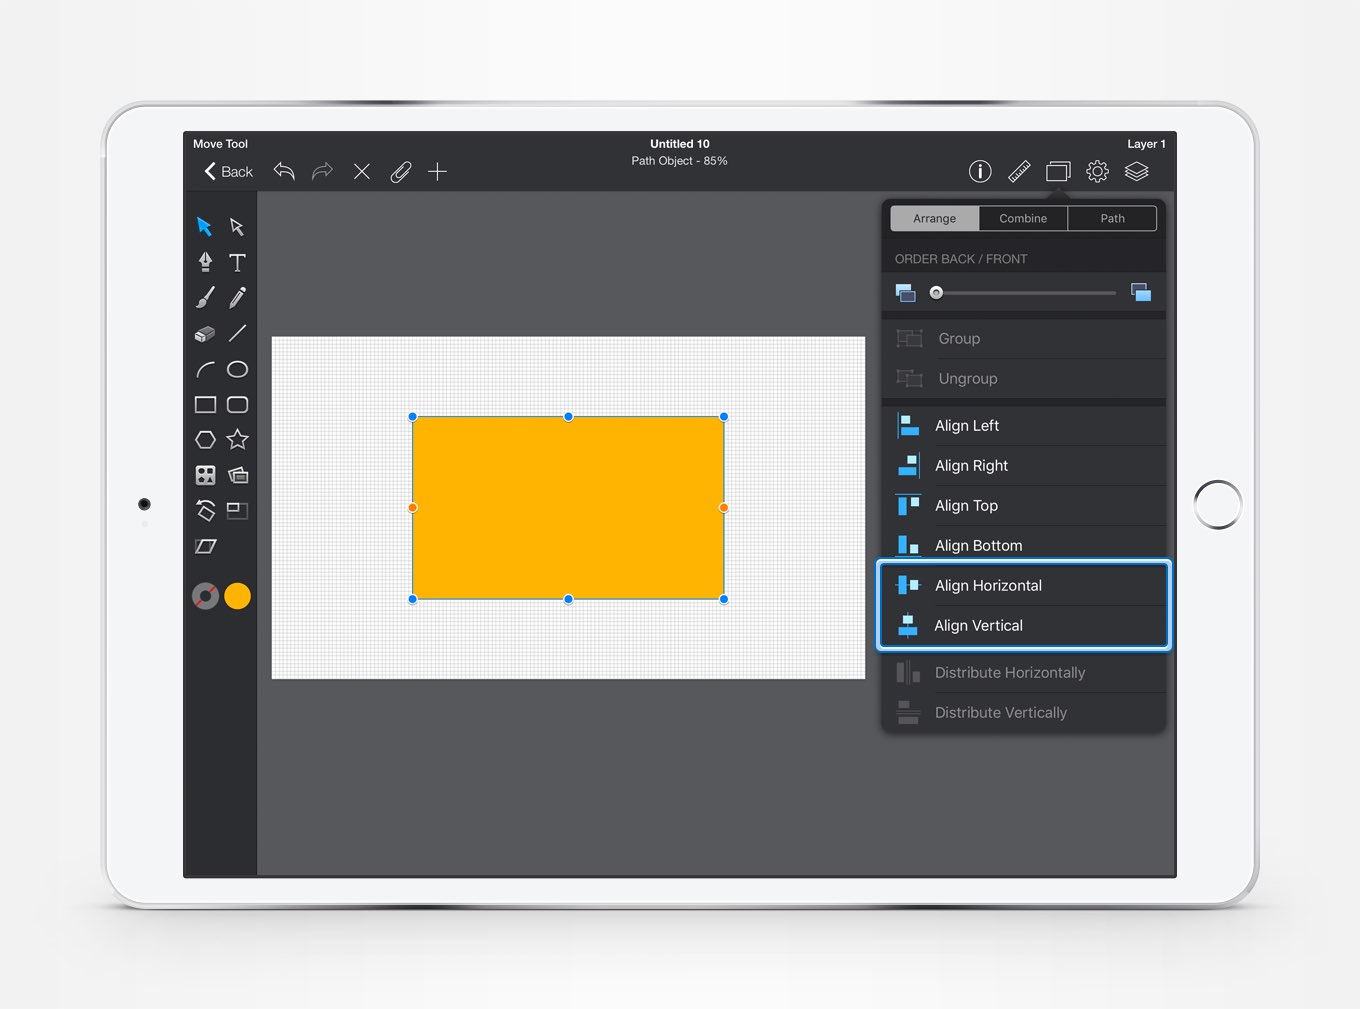 Move Tool
Untitled 10
Layer 1
Back
Path Object - 85%
Arrange
Combine
Path
ORDER BACK / FRONT
Group
Ungroup
Align Left
Align Right
Align Top
Align Bottom
Align Horizontal
Align Vertical
Distribute Horizontally
Distribute Vertically